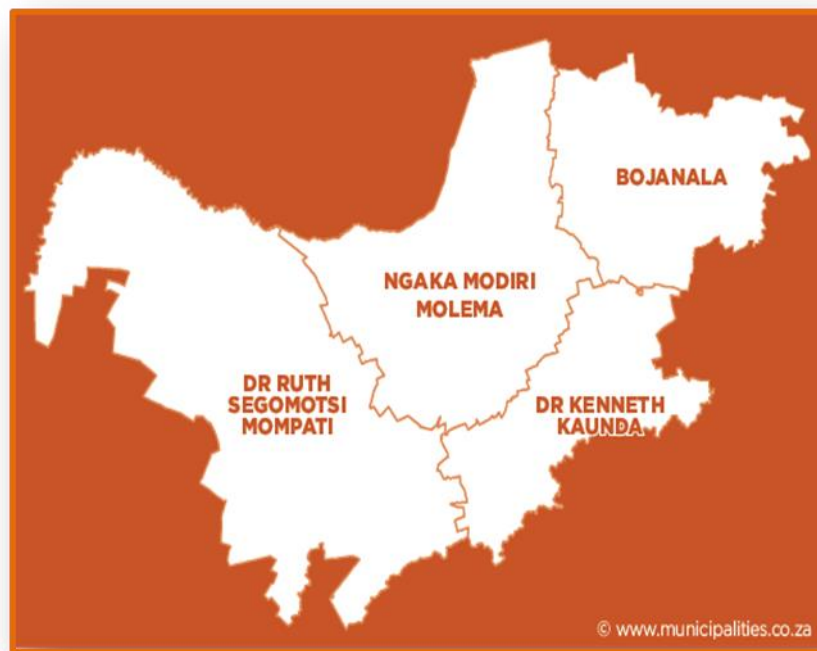 BOJANALA
NGAKA MODIRI
MOLEMA
DR RUTH
SEGOMOTSI
MOMPATI
DR KENNETH
KAUNDA
© www.municipalities.co.za